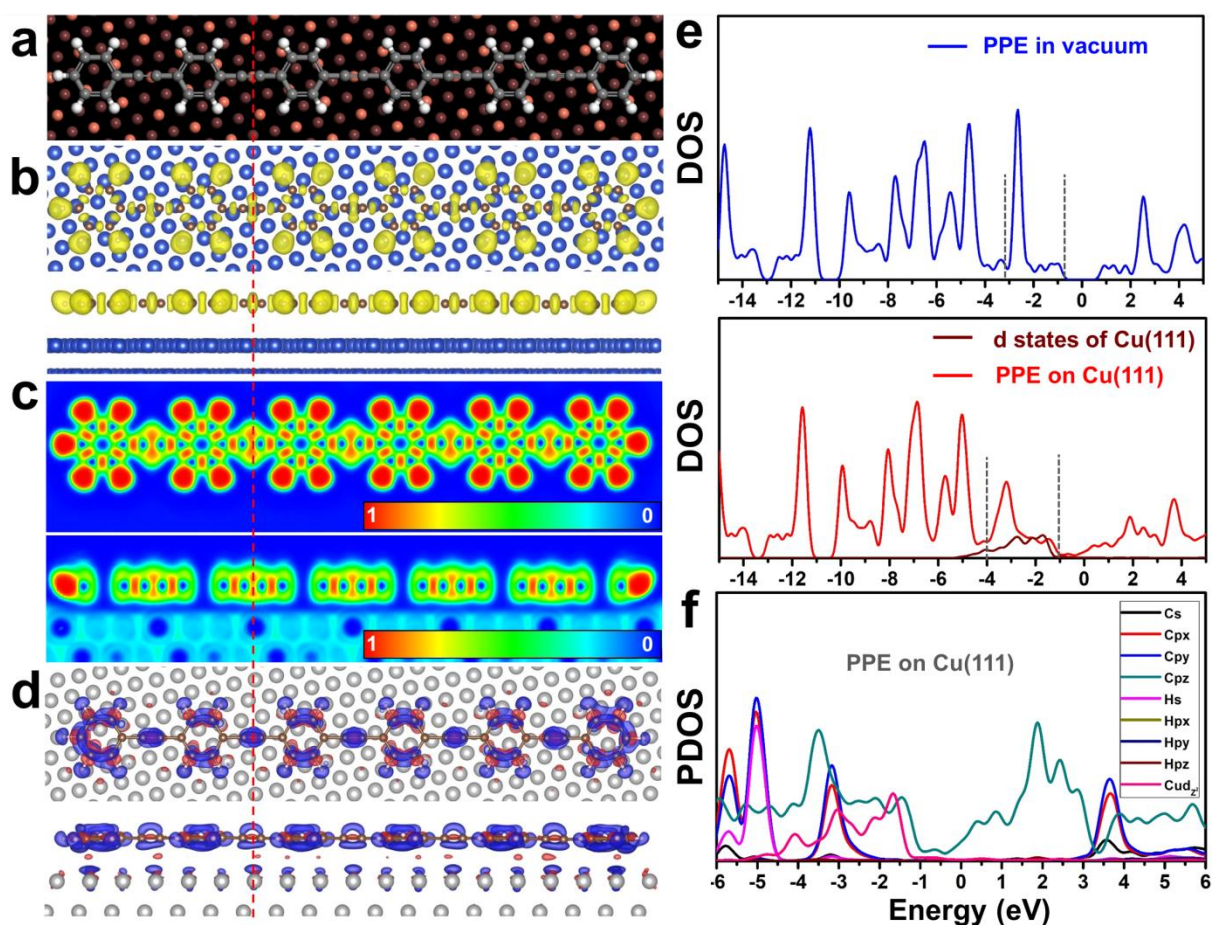 a
b
c
1 0
1 0
d
e
PPE in vacuum
DOS
-14 -12 -10 -8 -6 -4 -2 0 2 4
d states of Cu(111)
PPE on Cu(111)
DOS
-14 -12 -10 -8 -6 -4 -2 0 2 4
f
PPE on Cu(111)
Cs
Cpx
Cpy
Cpz
Hs
Hpx
Hpy
Hpz
Cud_z²
PDOS
-6 -5 -4 -3 -2 -1 0 1 2 3 4 5 6
Energy (eV)